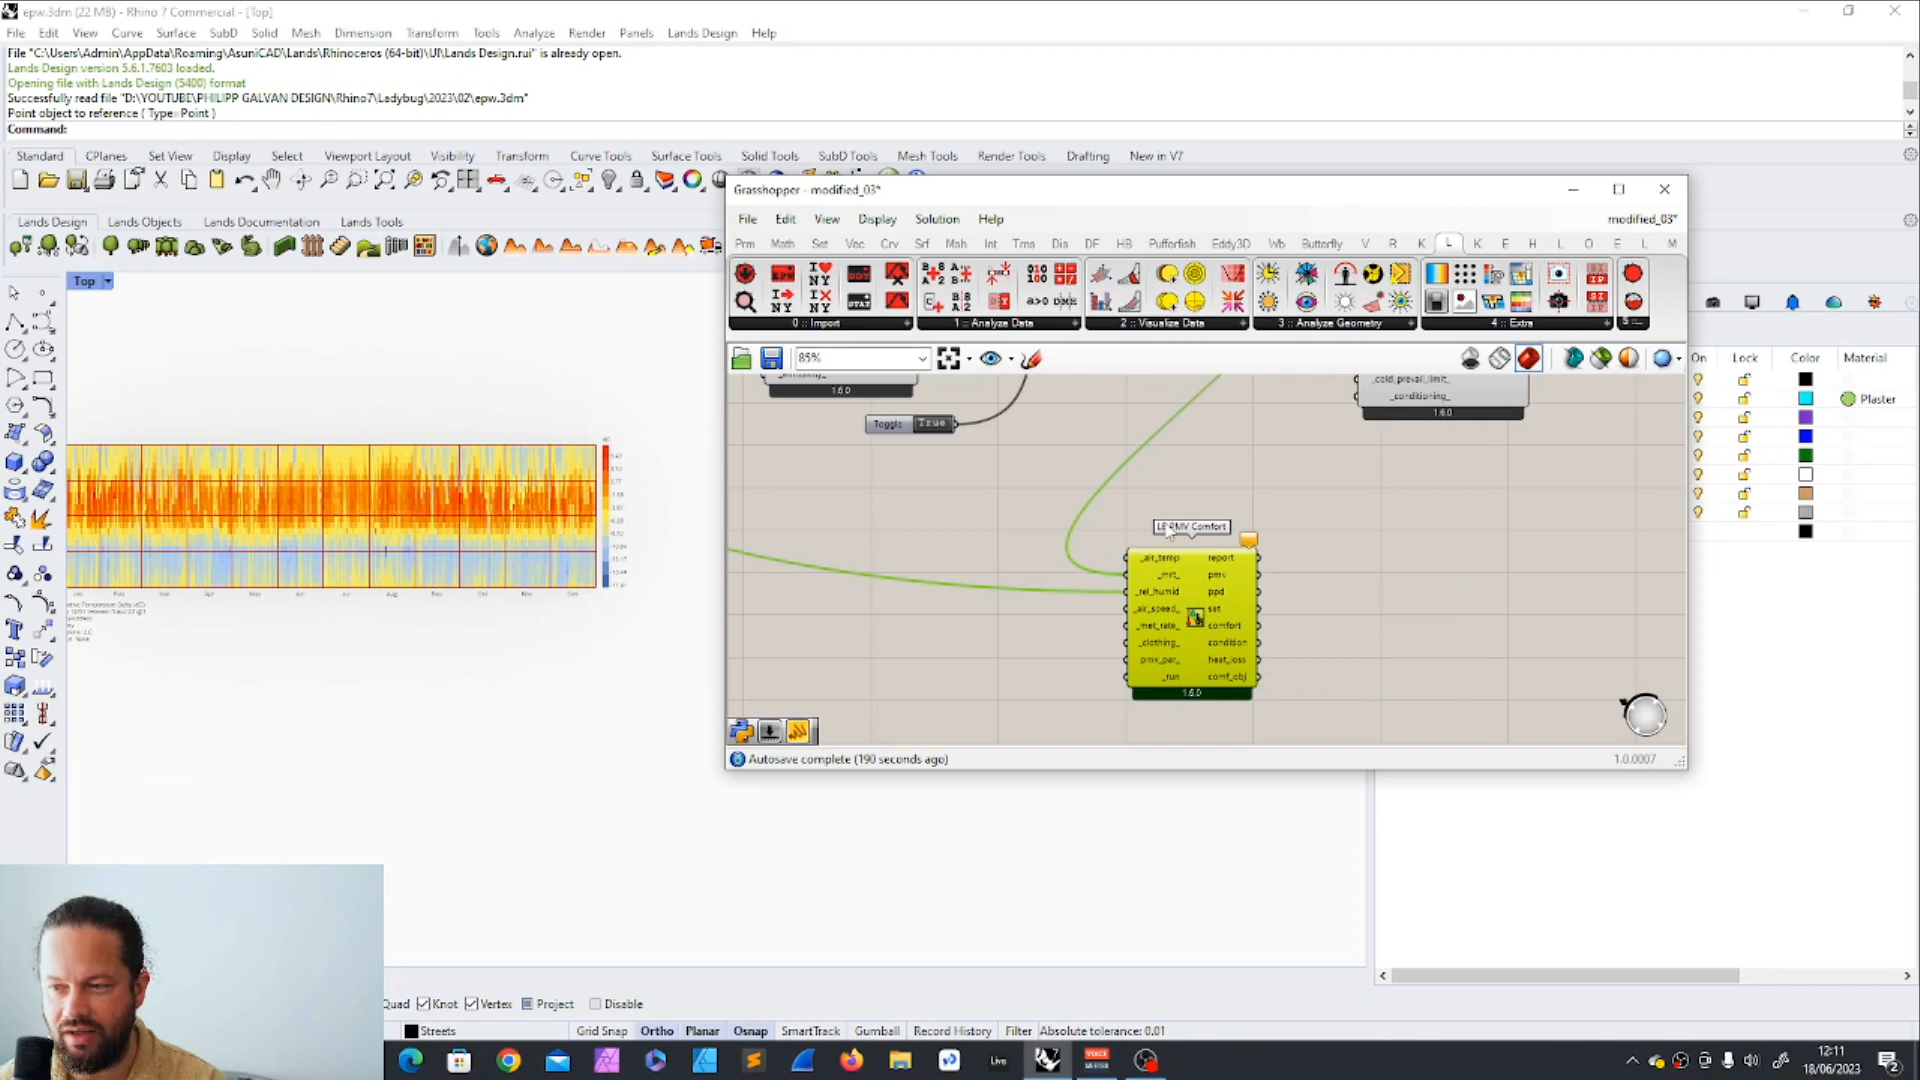 epw.3dm (22 MB) - Rhino 7 Commercial - [Top]
File Edit View Curve Surface SubD Solid Mesh Dimension Transform Tools Analyze Render Panels Lands Design Help
File "C:\Users\Admin\AppData\Roaming\AsuniCAD\Lands\Rhinoceros (64-bit)\UI\Lands Design.rui" is already open.
Lands Design version 5.6.1.7603 loaded.
Opening file with Lands Design (5400) format
Successfully read file "D:\YOUTUBE\PHILIPP GALVAN DESIGN\Rhino7\Ladybug\2023\02\epw.3dm"
Point object to reference ( Type=Point )
Command:
Standard CPlanes Set View Display Select Viewport Layout Visibility Transform Curve Tools Surface Tools Solid Tools SubD Tools Mesh Tools Render Tools Drafting New in V7
Lands Design Lands Objects Lands Documentation Lands Tools
Top
Grasshopper - modified_03*
File Edit View Display Solution Help
modified_03*
Prm Math Set Vec Crv Srf Msh Int Trns Dis DF HB Pufferfish Eddy3D Wb Butterfly V R K L K E H L O E L M
0 :: Import
1 :: Analyze Data
2 :: Visualize Data
3 :: Analyze Geometry
4 :: Extra
85%
1.6.0
Toggle True
_cold_prevail_limit_
_conditioning_
1.6.0
LB PMV Comfort
_air_temp report
_mrt_ pmv
_rel_humid ppd
_air_speed_ set
_met_rate_ comfort
_clothing_ condition
pmv_par_ heat_loss
_run comf_obj
1.6.0
Autosave complete (190 seconds ago)
1.0.0007
On Lock Color Material
Plaster
Quad Knot Vertex Project Disable
Streets
Grid Snap Ortho Planar Osnap SmartTrack Gumball Record History Filter Absolute tolerance: 0.01
Live
VOICE MEETER
12:11
18/06/2023
2